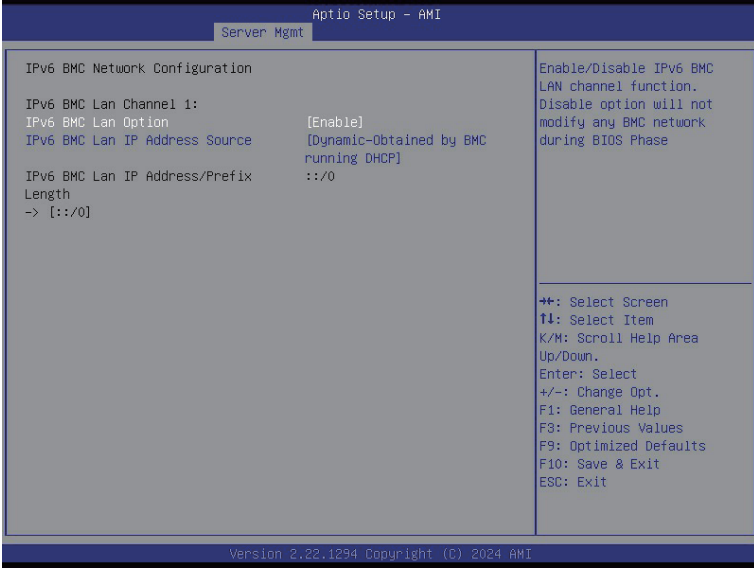 Aptio Setup - AMI
Server Mgmt
IPv6 BMC Network Configuration
IPv6 BMC Lan Channel 1:
IPv6 BMC Lan Option [Enable]
IPv6 BMC Lan IP Address Source [Dynamic-Obtained by BMC
running DHCP]
IPv6 BMC Lan IP Address/Prefix ::/0
Length
-> [::/0]
Enable/Disable IPv6 BMC
LAN channel function.
Disable option will not
modify any BMC network
during BIOS Phase
→←: Select Screen
↑↓: Select Item
K/M: Scroll Help Area
Up/Down.
Enter: Select
+/-: Change Opt.
F1: General Help
F3: Previous Values
F9: Optimized Defaults
F10: Save & Exit
ESC: Exit
Version 2.22.1294 Copyright (C) 2024 AMI